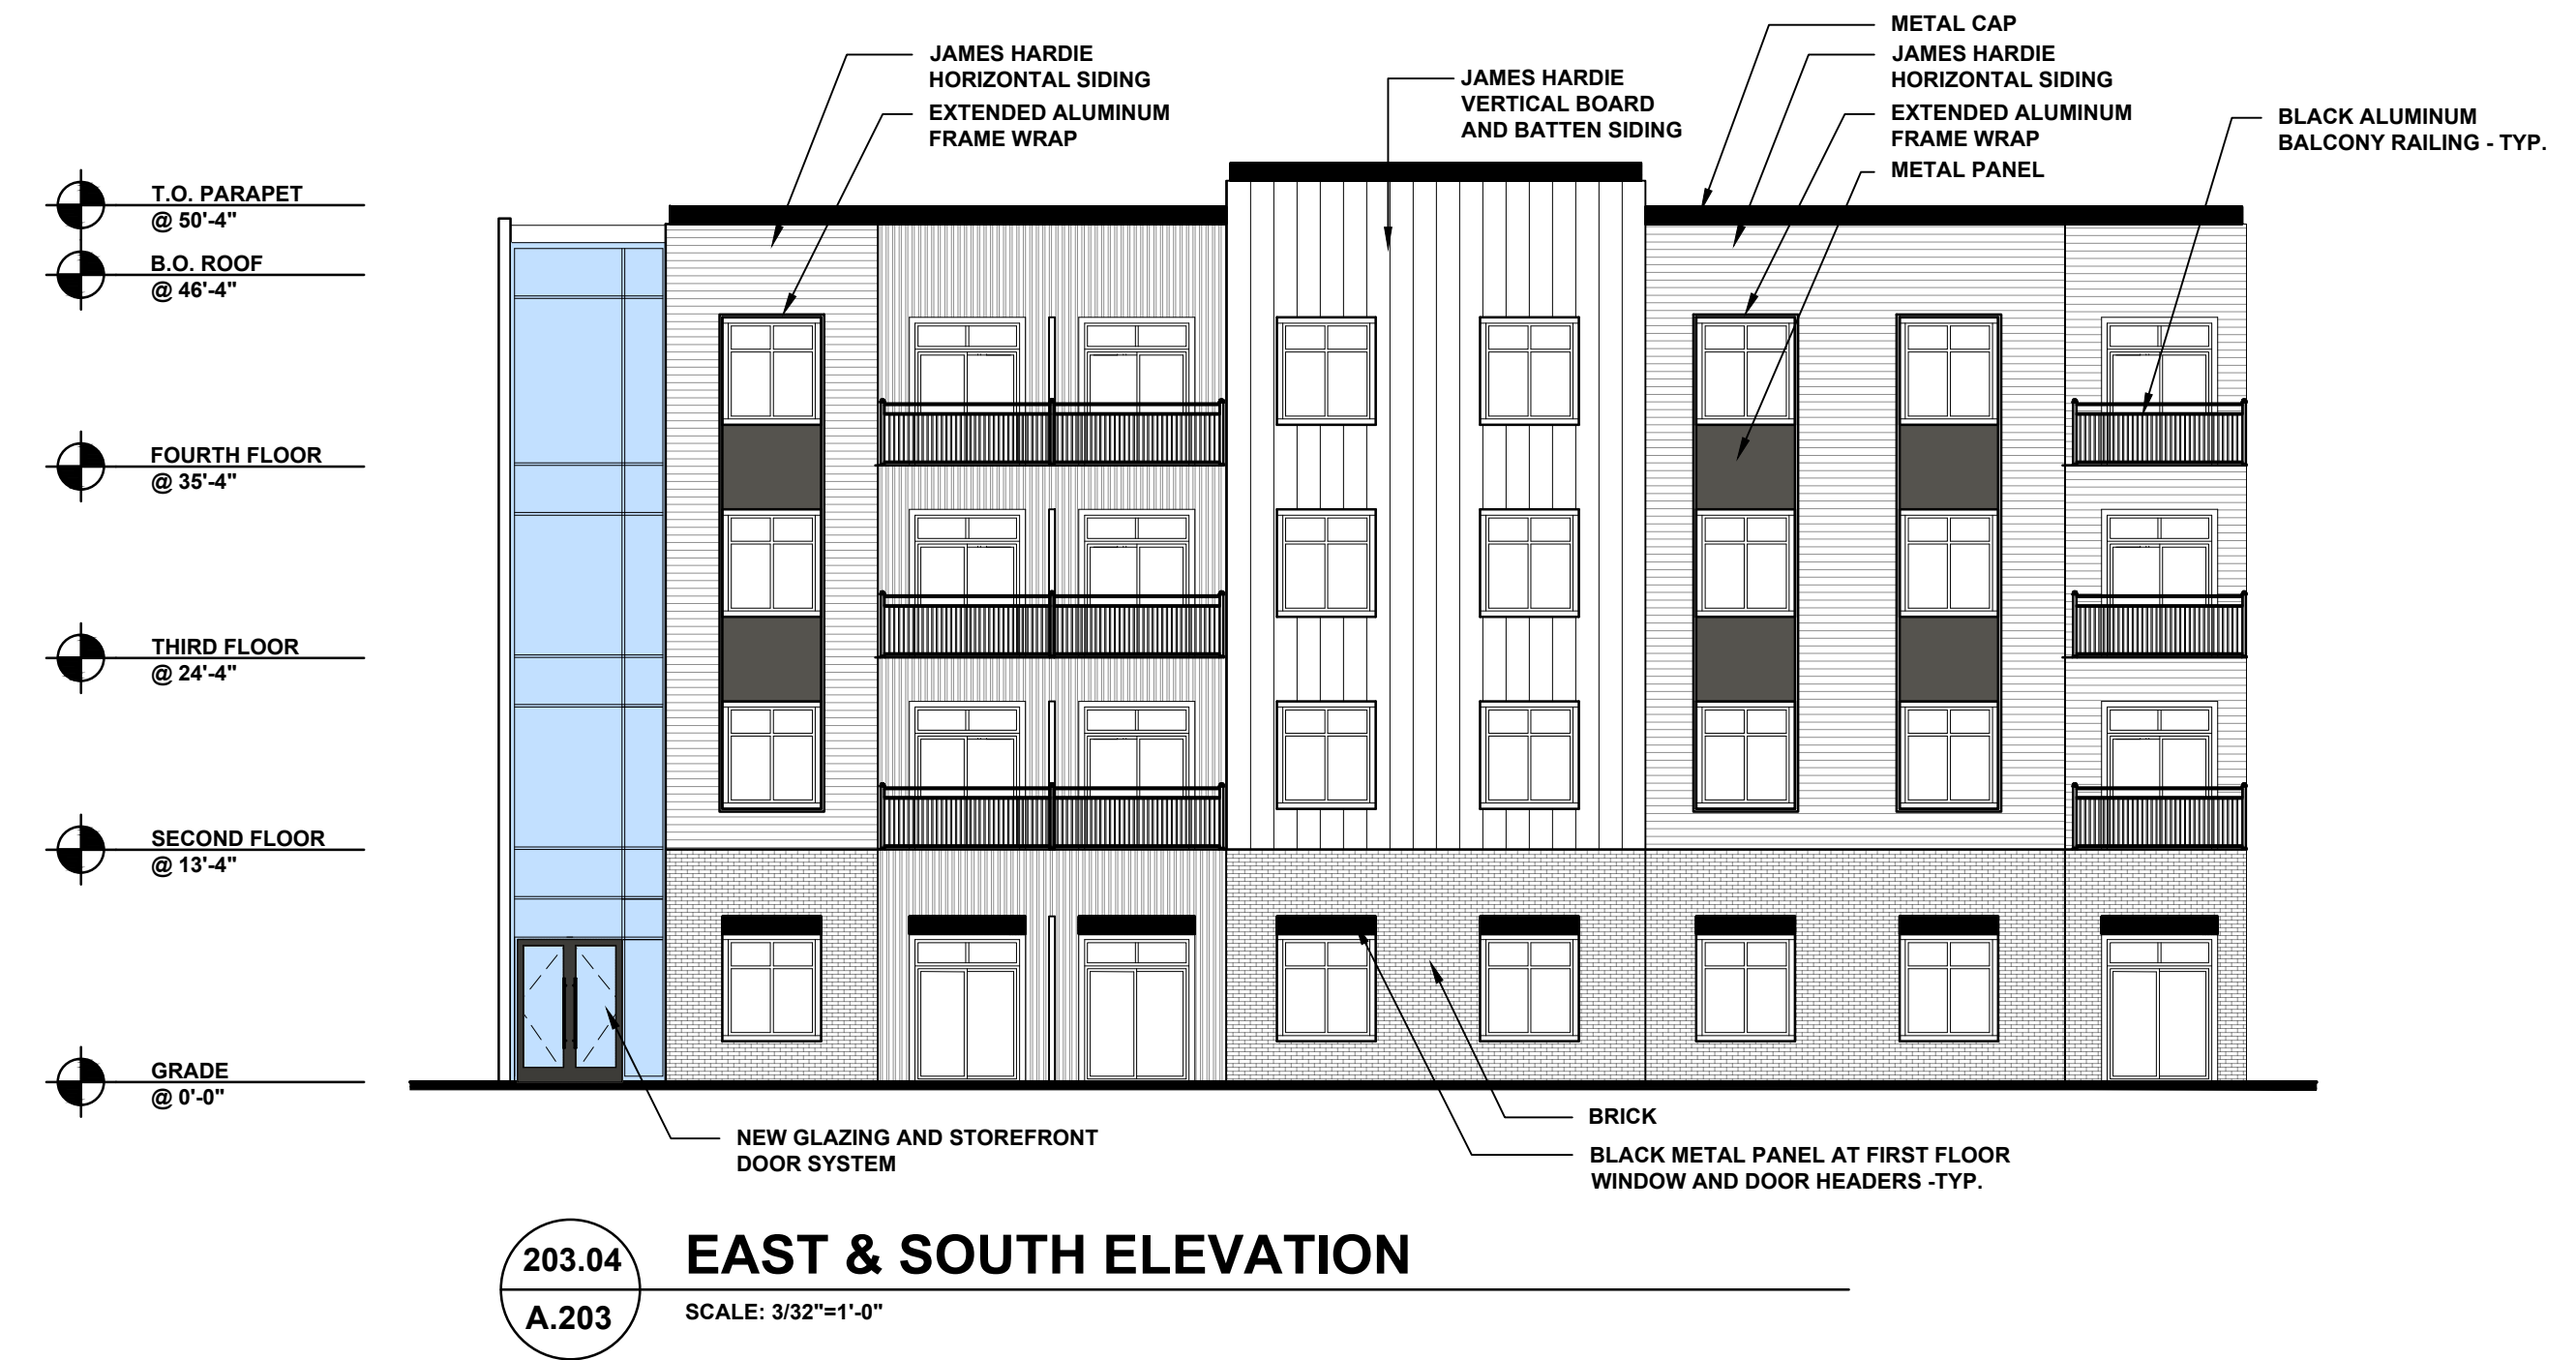 METAL CAP
JAMES HARDIE
HORIZONTAL SIDING
EXTENDED ALUMINUM
FRAME WRAP
JAMES HARDIE
VERTICAL BOARD
AND BATTEN SIDING
JAMES HARDIE
HORIZONTAL SIDING
EXTENDED ALUMINUM
FRAME WRAP
METAL PANEL
BLACK ALUMINUM
BALCONY RAILING - TYP.
T.O. PARAPET
@ 50'-4"
B.O. ROOF
@ 46'-4"
FOURTH FLOOR
@ 35'-4"
THIRD FLOOR
@ 24'-4"
SECOND FLOOR
@ 13'-4"
GRADE
@ 0'-0"
NEW GLAZING AND STOREFRONT
DOOR SYSTEM
BRICK
BLACK METAL PANEL AT FIRST FLOOR
WINDOW AND DOOR HEADERS -TYP.
203.04
A.203
EAST & SOUTH ELEVATION
SCALE: 3/32"=1'-0"